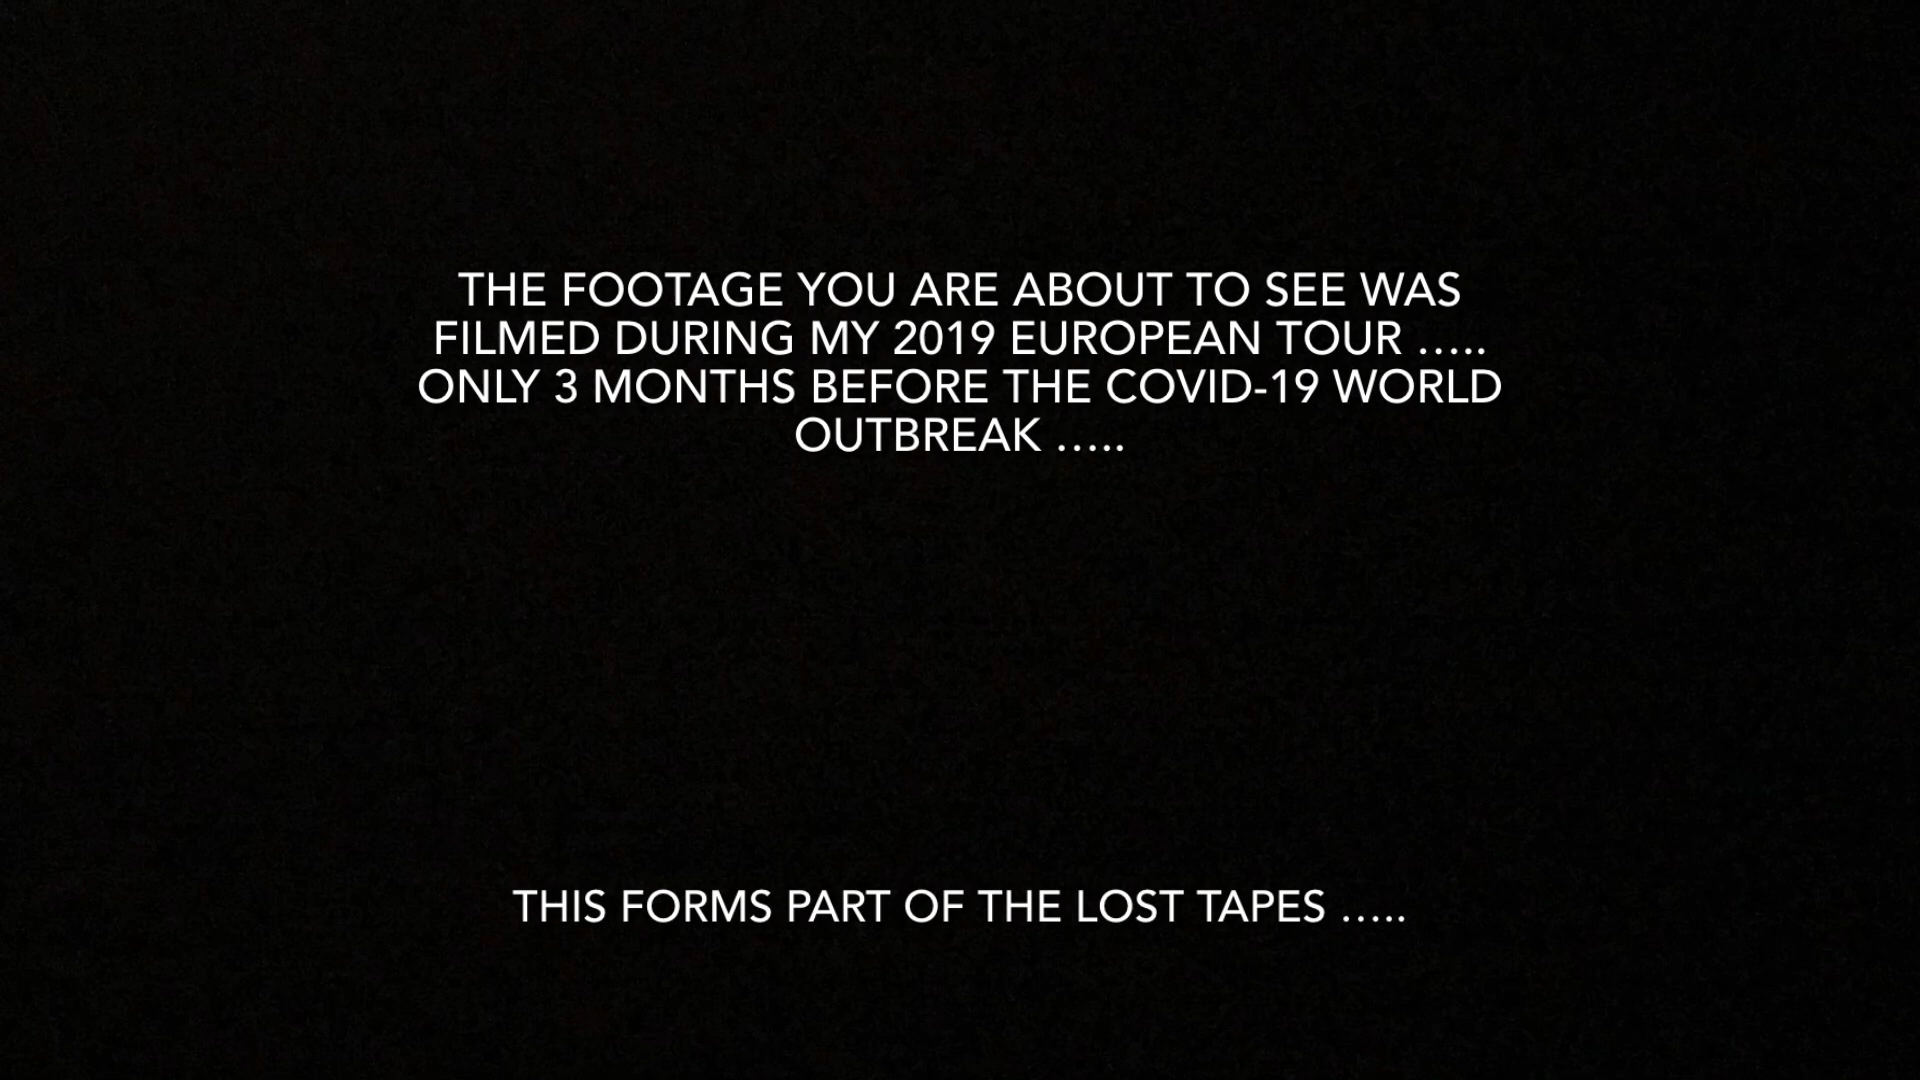 THE FOOTAGE YOU ARE ABOUT TO SEE WAS
FILMED DURING MY 2019 EUROPEAN TOUR …..
ONLY 3 MONTHS BEFORE THE COVID-19 WORLD
OUTBREAK …..
THIS FORMS PART OF THE LOST TAPES …..